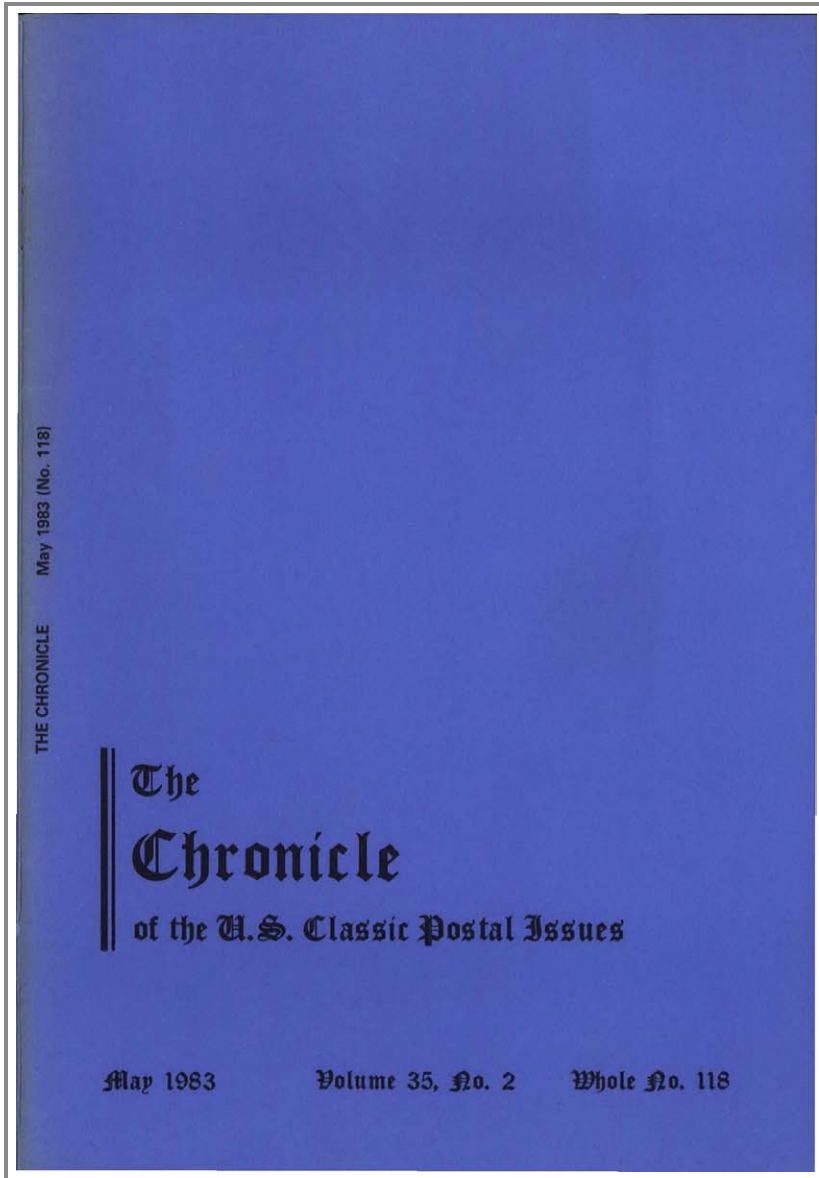 THE CHRONICLE May 1983 (No. 118)
The
Chronicle
of the U.S. Classic Postal Issues
May 1983 Volume 35, No. 2 Whole No. 118